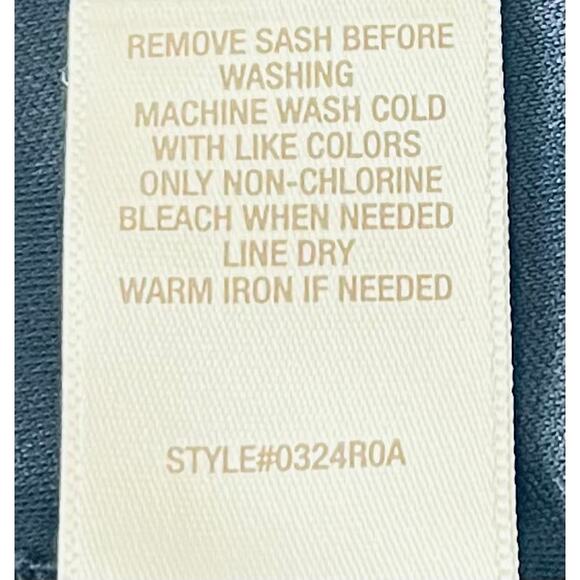 REMOVE SASH BEFORE
WASHING
MACHINE WASH COLD
WITH LIKE COLORS
ONLY NON-CHLORINE
BLEACH WHEN NEEDED
LINE DRY
WARM IRON IF NEEDED
STYLE#0324R0A